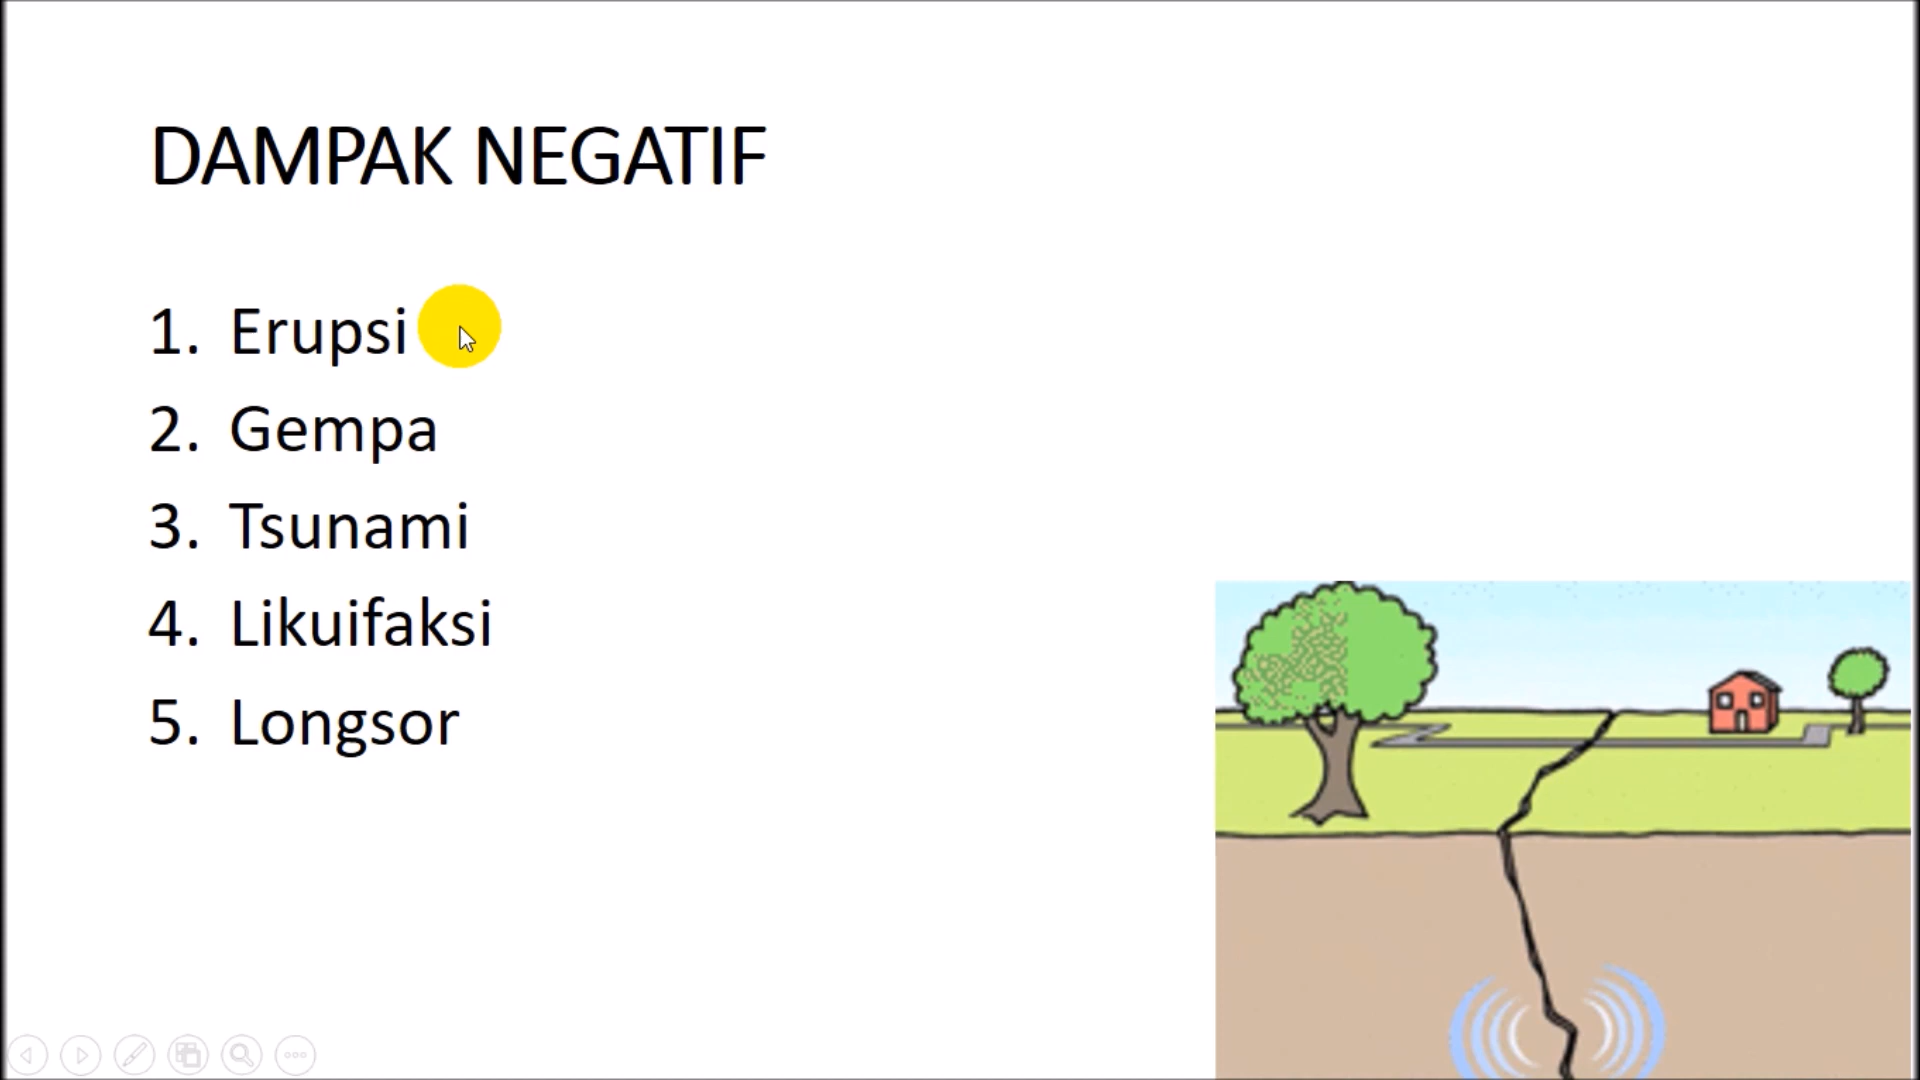 DAMPAK NEGATIF
1. Erupsi
2. Gempa
3. Tsunami
4. Likuifaksi
5. Longsor